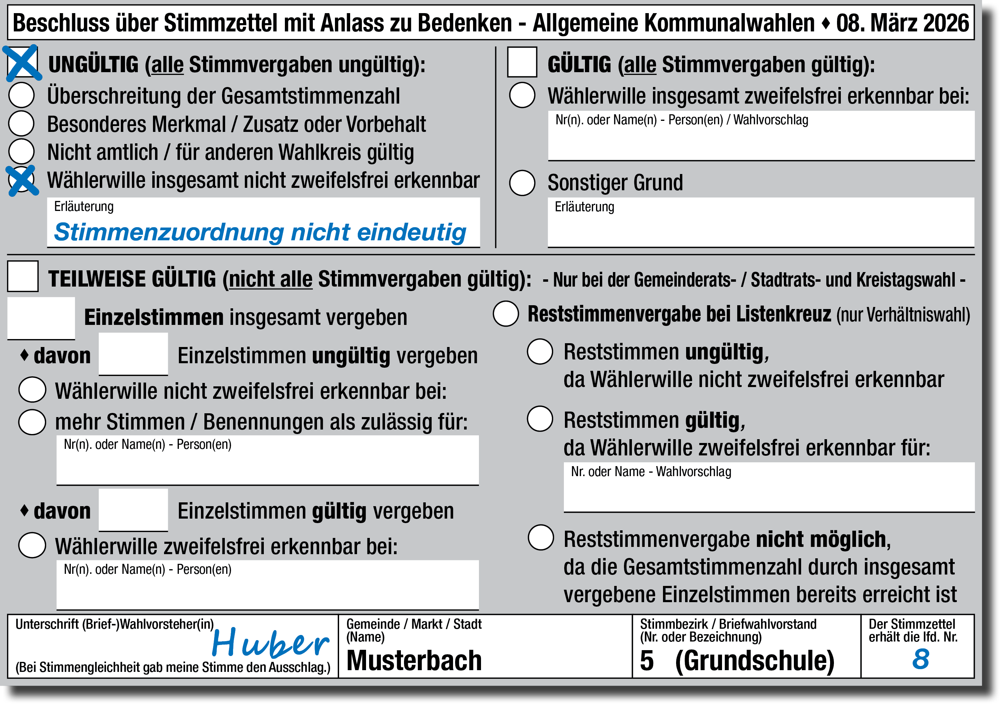 Beschluss über Stimmzettel mit Anlass zu Bedenken - Allgemeine Kommunalwahlen ♦ 08. März 2026
UNGÜLTIG (alle Stimmvergaben ungültig):
Überschreitung der Gesamtstimmenzahl
Besonderes Merkmal / Zusatz oder Vorbehalt
Nicht amtlich / für anderen Wahlkreis gültig
Wählerwille insgesamt nicht zweifelsfrei erkennbar
Erläuterung
Stimmenzuordnung nicht eindeutig
GÜLTIG (alle Stimmvergaben gültig):
Wählerwille insgesamt zweifelsfrei erkennbar bei:
Nr(n). oder Name(n) - Person(en) / Wahlvorschlag
Sonstiger Grund
Erläuterung
TEILWEISE GÜLTIG (nicht alle Stimmvergaben gültig): - Nur bei der Gemeinderats- / Stadtrats- und Kreistagswahl -
Einzelstimmen insgesamt vergeben
♦ davon Einzelstimmen ungültig vergeben
Wählerwille nicht zweifelsfrei erkennbar bei:
mehr Stimmen / Benennungen als zulässig für:
Nr(n). oder Name(n) - Person(en)
♦ davon Einzelstimmen gültig vergeben
Wählerwille zweifelsfrei erkennbar bei:
Nr(n). oder Name(n) - Person(en)
Reststimmenvergabe bei Listenkreuz (nur Verhältniswahl)
Reststimmen ungültig,
da Wählerwille nicht zweifelsfrei erkennbar
Reststimmen gültig,
da Wählerwille zweifelsfrei erkennbar für:
Nr. oder Name - Wahlvorschlag
Reststimmenvergabe nicht möglich,
da die Gesamtstimmenzahl durch insgesamt
vergebene Einzelstimmen bereits erreicht ist
Unterschrift (Brief-)Wahlvorsteher(in)
Huber
(Bei Stimmengleichheit gab meine Stimme den Ausschlag.)
Gemeinde / Markt / Stadt
(Name)
Musterbach
Stimmbezirk / Briefwahlvorstand
(Nr. oder Bezeichnung)
5 (Grundschule)
Der Stimmzettel
erhält die lfd. Nr.
8